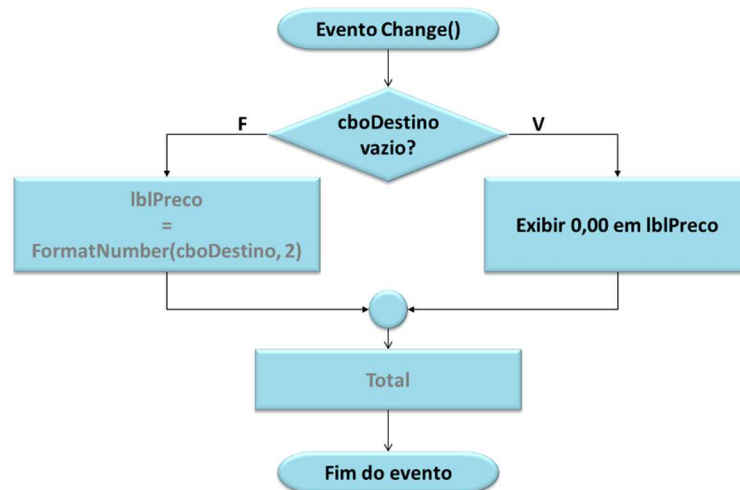 Evento Change()
cboDestino
vazio?
F
V
lblPreco
=
FormatNumber(cboDestino, 2)
Exibir 0,00 em lblPreco
Total
Fim do evento